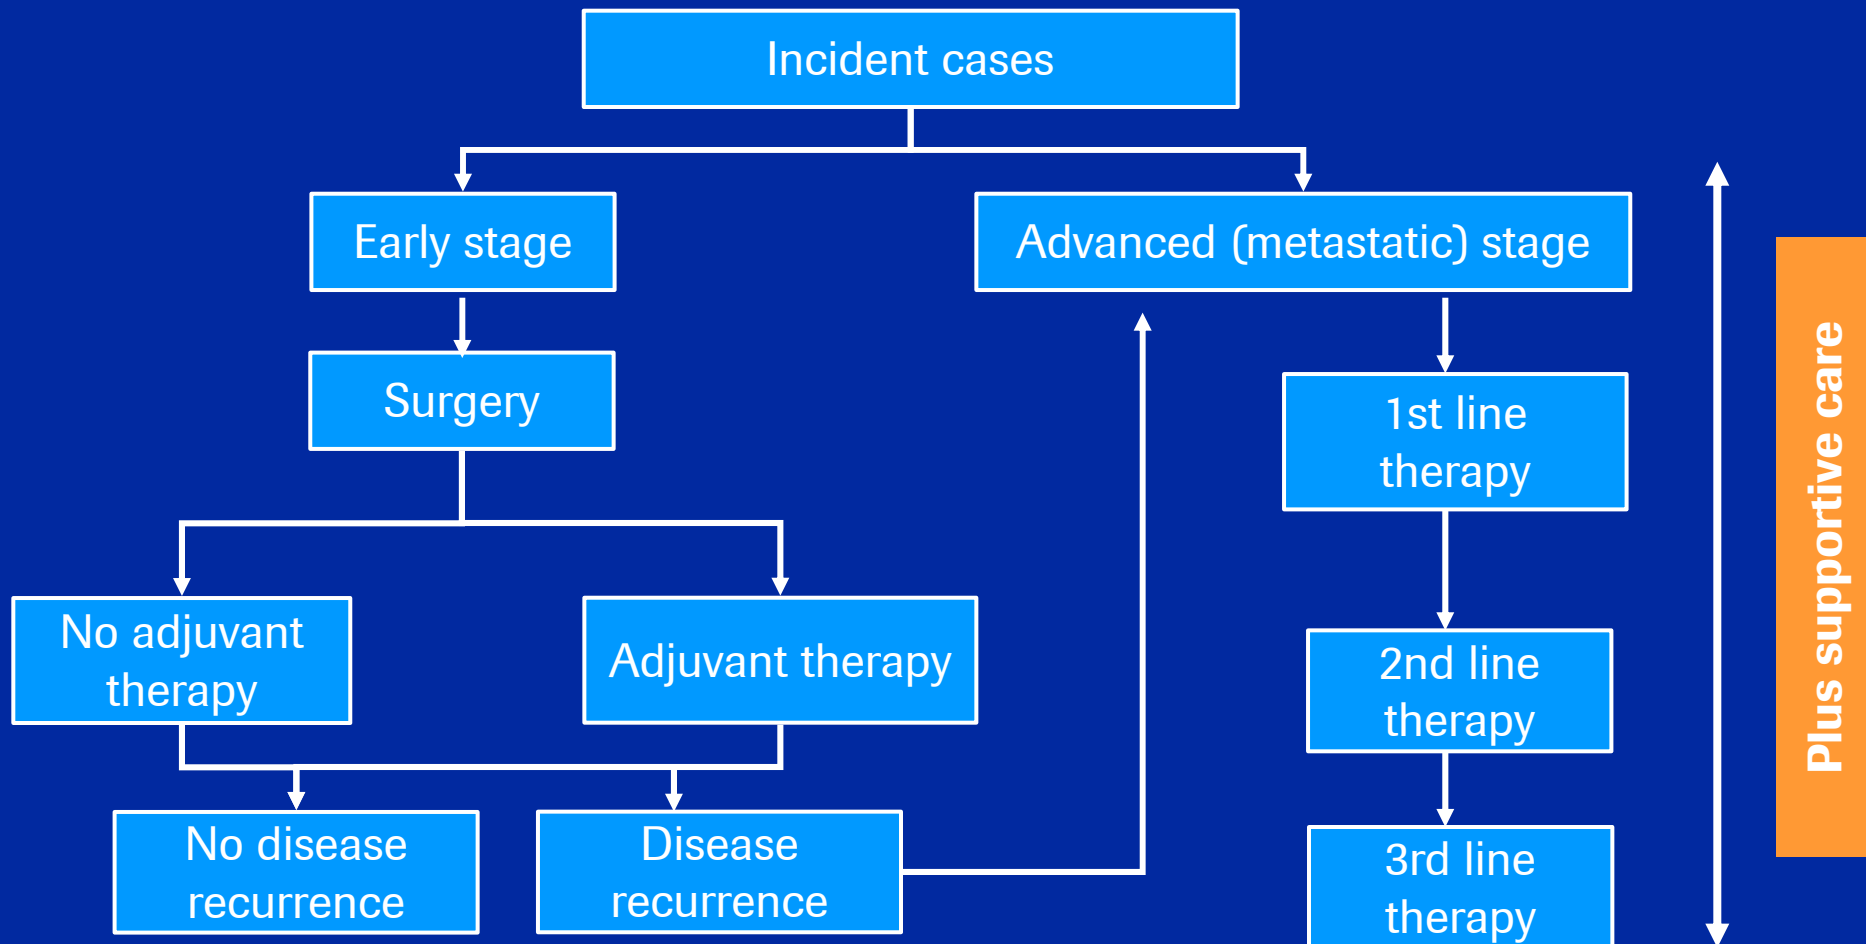 Incident cases
Early stage
Advanced (metastatic) stage
Surgery
1st line
therapy
No adjuvant
therapy
Adjuvant therapy
2nd line
therapy
No disease
recurrence
Disease
recurrence
3rd line
therapy
Plus supportive care